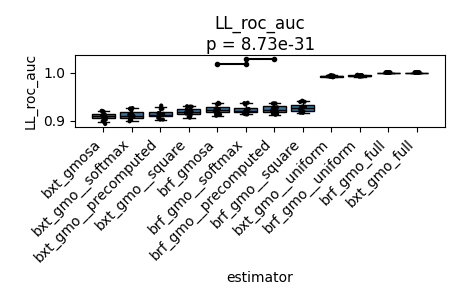 LL_roc_auc
p = 8.73e-31
LL_roc_auc
1.0
0.9
bxt_gmosa
bxt_gmo__softmax
bxt_gmo__precomputed
bxt_gmo__square
brf_gmosa
brf_gmo__softmax
brf_gmo__precomputed
brf_gmo__square
bxt_gmo__uniform
brf_gmo__uniform
brf_gmo_full
bxt_gmo_full
estimator